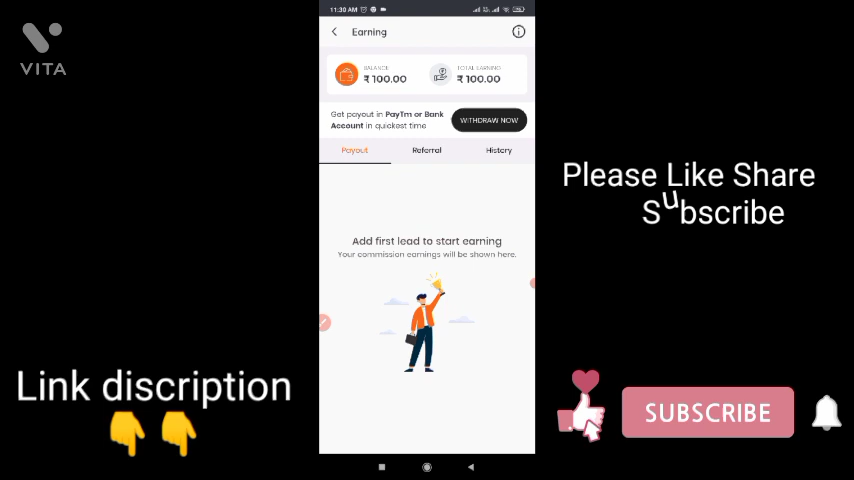 VITA
11:30 AM
Earning
BALANCE
₹ 100.00
TOTAL EARNING
₹ 100.00
Get payout in PayTm or Bank
Account in quickest time
WITHDRAW NOW
Payout
Referral
History
Add first lead to start earning
Your commission earnings will be shown here.
Please Like Share
Subscribe
Link discription
SUBSCRIBE